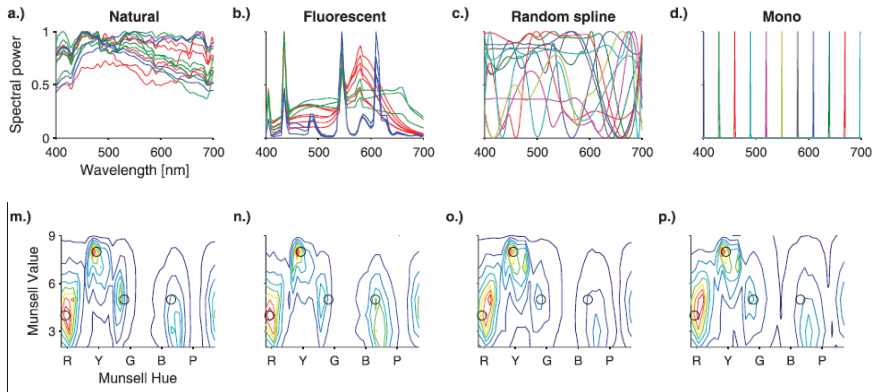 a.) Natural
b.) Fluorescent
c.) Random spline
d.) Mono
Spectral power
1
0.5
0
400 500 600 700
400 500 600 700
400 500 600 700
400 500 600 700
Wavelength [nm]
m.)
n.)
o.)
p.)
Munsell Value
9
6
3
R Y G B P
R Y G B P
R Y G B P
R Y G B P
Munsell Hue